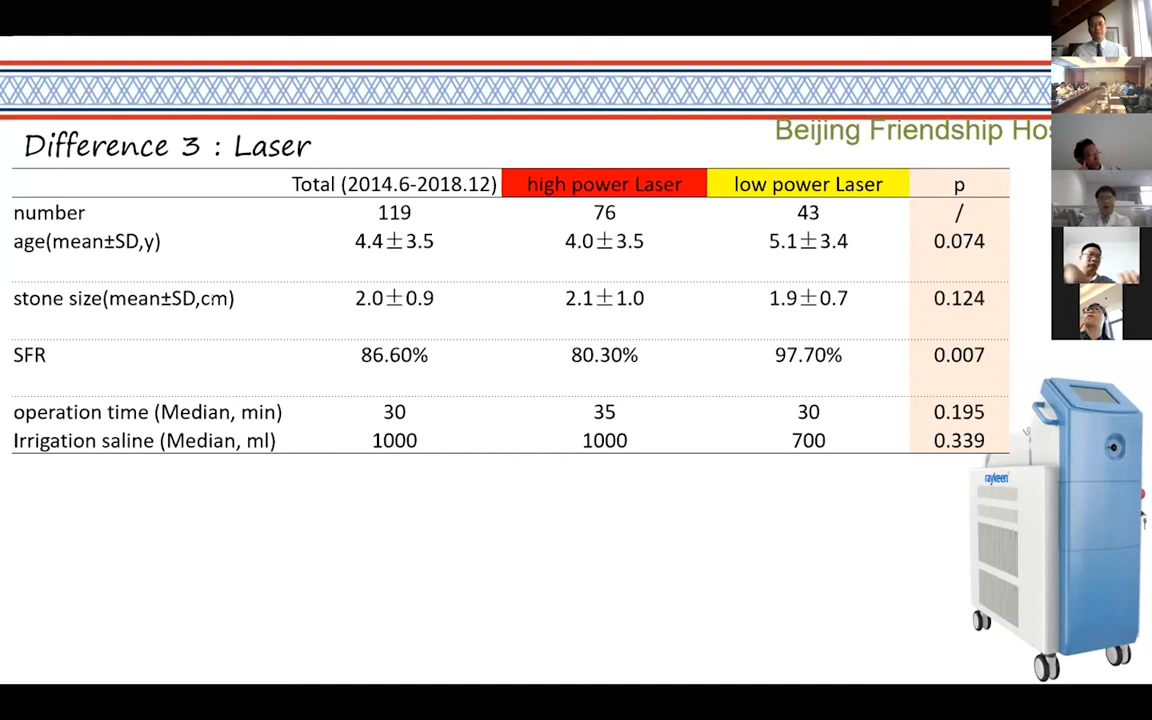 Beijing Friendship Hos
Difference 3 : Laser
Total (2014.6-2018.12) high power Laser low power Laser p
number 119 76 43 /
age(mean±SD,y) 4.4±3.5 4.0±3.5 5.1±3.4 0.074
stone size(mean±SD,cm) 2.0±0.9 2.1±1.0 1.9±0.7 0.124
SFR 86.60% 80.30% 97.70% 0.007
operation time (Median, min) 30 35 30 0.195
Irrigation saline (Median, ml) 1000 1000 700 0.339
raykeen